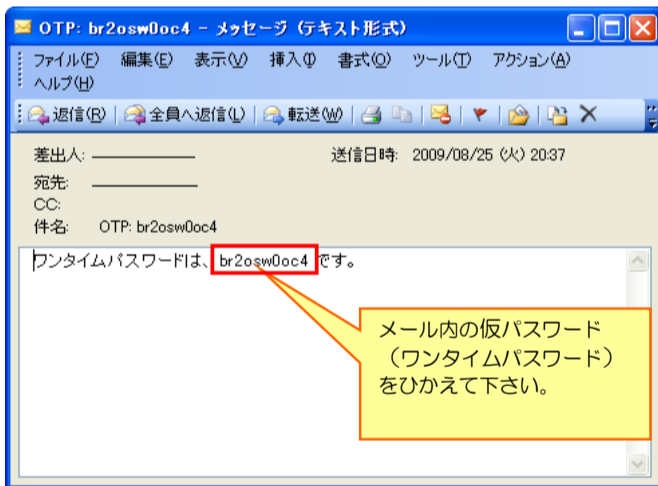 OTP: br2osw0oc4 - メッセージ (テキスト形式)
ファイル(F) 編集(E) 表示(V) 挿入(I) 書式(O) ツール(T) アクション(A)
ヘルプ(H)
返信(R) 全員へ返信(L) 転送(W)
差出人: 送信日時: 2009/08/25 (火) 20:37
宛先:
CC:
件名: OTP: br2osw0oc4
ワンタイムパスワードは、br2osw0oc4 です。
メール内の仮パスワード
(ワンタイムパスワード)
をひかえて下さい。